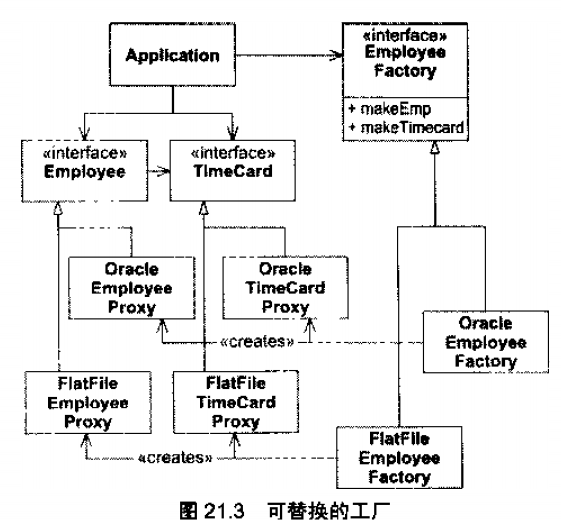 Application
«interface»
Employee
Factory
+ makeEmp
+ makeTimecard
«interface»
Employee
«interface»
TimeCard
Oracle
Employee
Proxy
Oracle
TimeCard
Proxy
«creates»
Oracle
Employee
Factory
FlatFile
Employee
Proxy
FlatFile
TimeCard
Proxy
«creates»
FlatFile
Employee
Factory
图 21.3 可替换的工厂